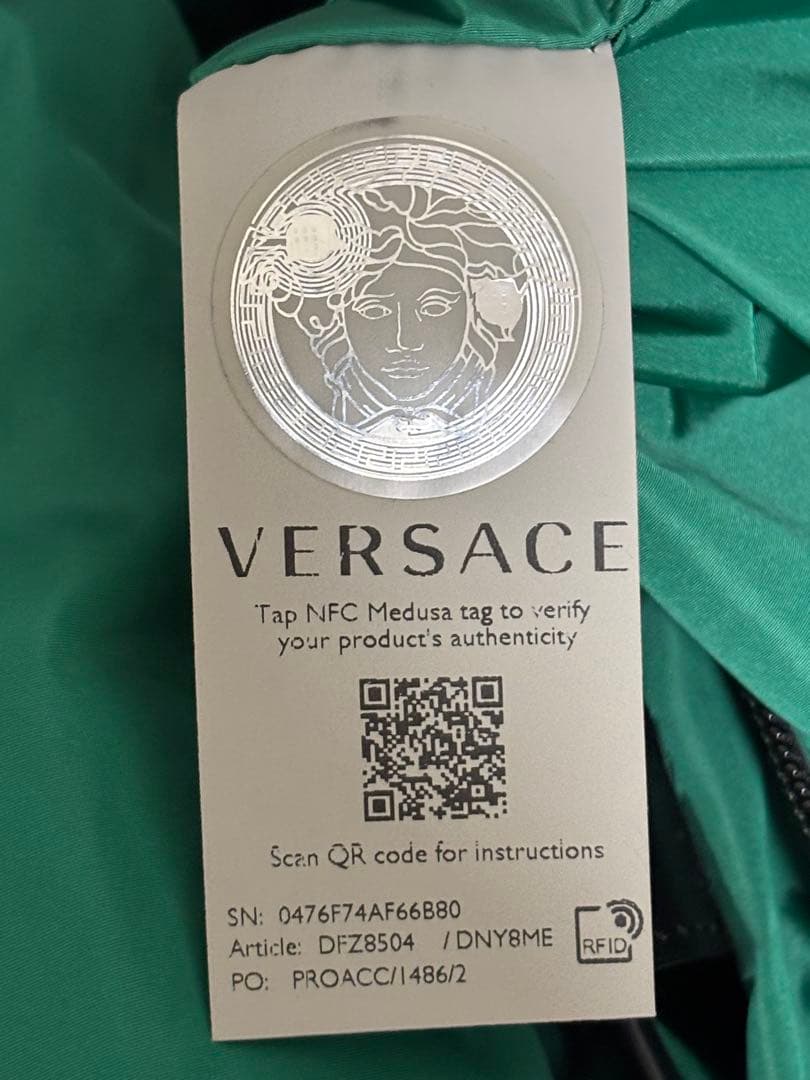 VERSACE
Tap NFC Medusa tag to verify
your product's authenticity
Scan QR code for instructions
SN: 0476F74AF66B80
Article: DFZ8504 / DNY8ME
PO: PROACC/1486/2
RFID